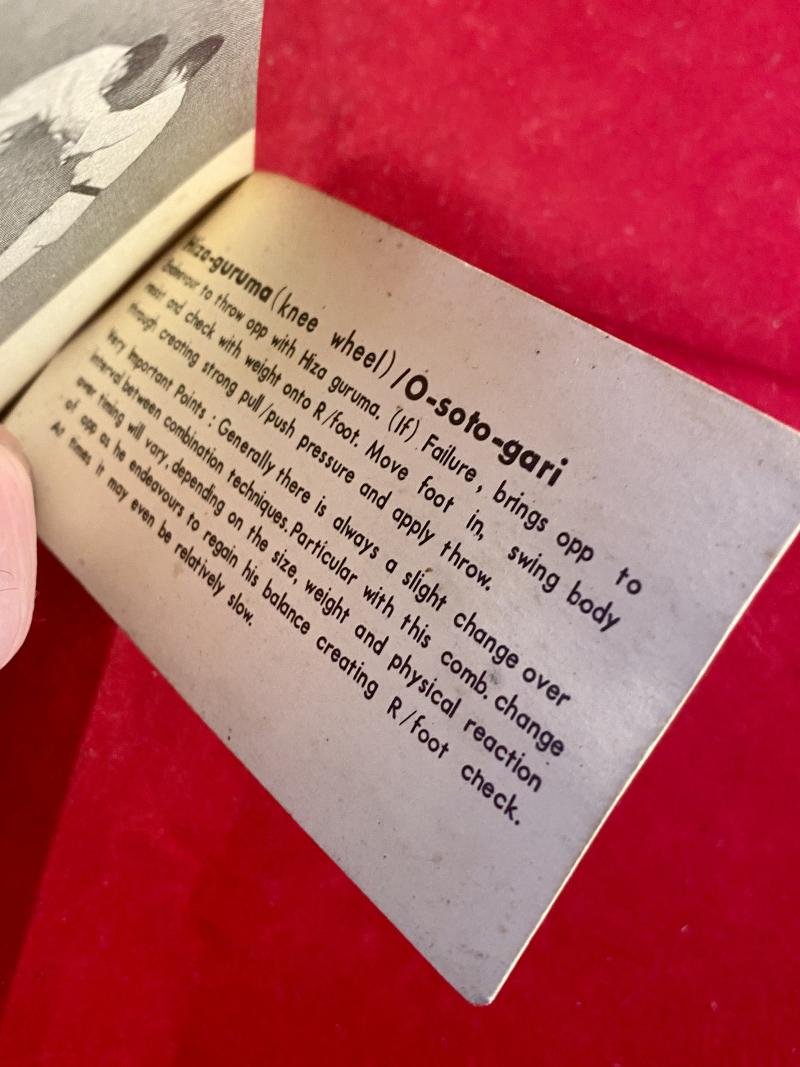 Hiza-guruma (knee wheel) / O-soto-gari
Endeavour to throw opp with Hiza guruma. (If) Failure, brings opp to
resist and check with weight onto R/foot. Move foot in, swing body
through creating strong pull/push pressure and apply throw.
Very Important Points : Generally there is always a slight change over
interval between combination techniques. Particular with this comb. change
over timing will vary, depending on the size, weight and physical reaction
of opp as he endeavours to regain his balance creating R/foot check.
At times it may even be relatively slow.